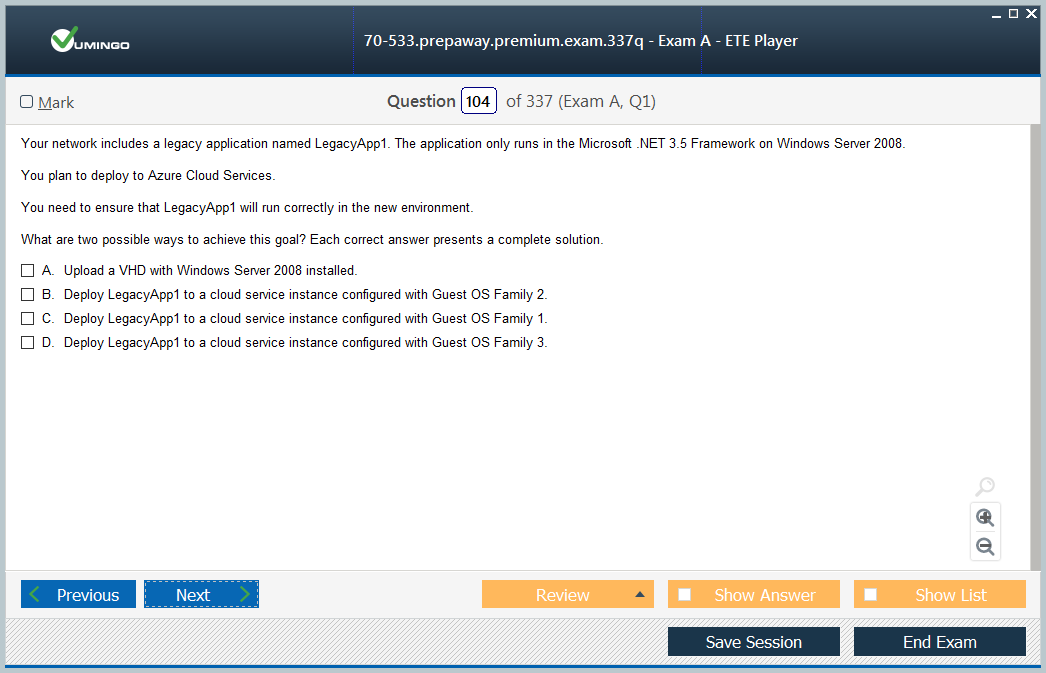 VUMINGO
70-533.prepaway.premium.exam.337q - Exam A - ETE Player
Mark
Question 104 of 337 (Exam A, Q1)
Your network includes a legacy application named LegacyApp1. The application only runs in the Microsoft .NET 3.5 Framework on Windows Server 2008.
You plan to deploy to Azure Cloud Services.
You need to ensure that LegacyApp1 will run correctly in the new environment.
What are two possible ways to achieve this goal? Each correct answer presents a complete solution.
A. Upload a VHD with Windows Server 2008 installed.
B. Deploy LegacyApp1 to a cloud service instance configured with Guest OS Family 2.
C. Deploy LegacyApp1 to a cloud service instance configured with Guest OS Family 1.
D. Deploy LegacyApp1 to a cloud service instance configured with Guest OS Family 3.
Previous Next Review Show Answer Show List
Save Session End Exam